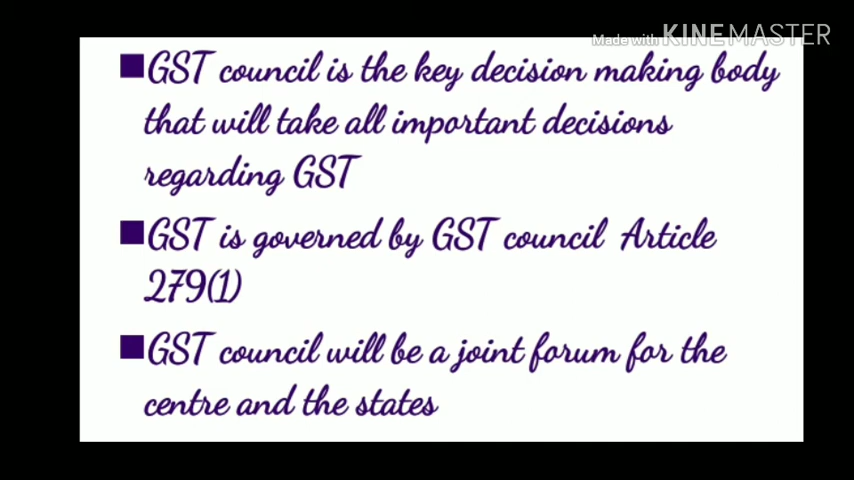 Made with KINEMASTER
GST council is the key decision making body
that will take all important decisions
regarding GST
GST is governed by GST council Article
279(1)
GST council will be a joint forum for the
centre and the states